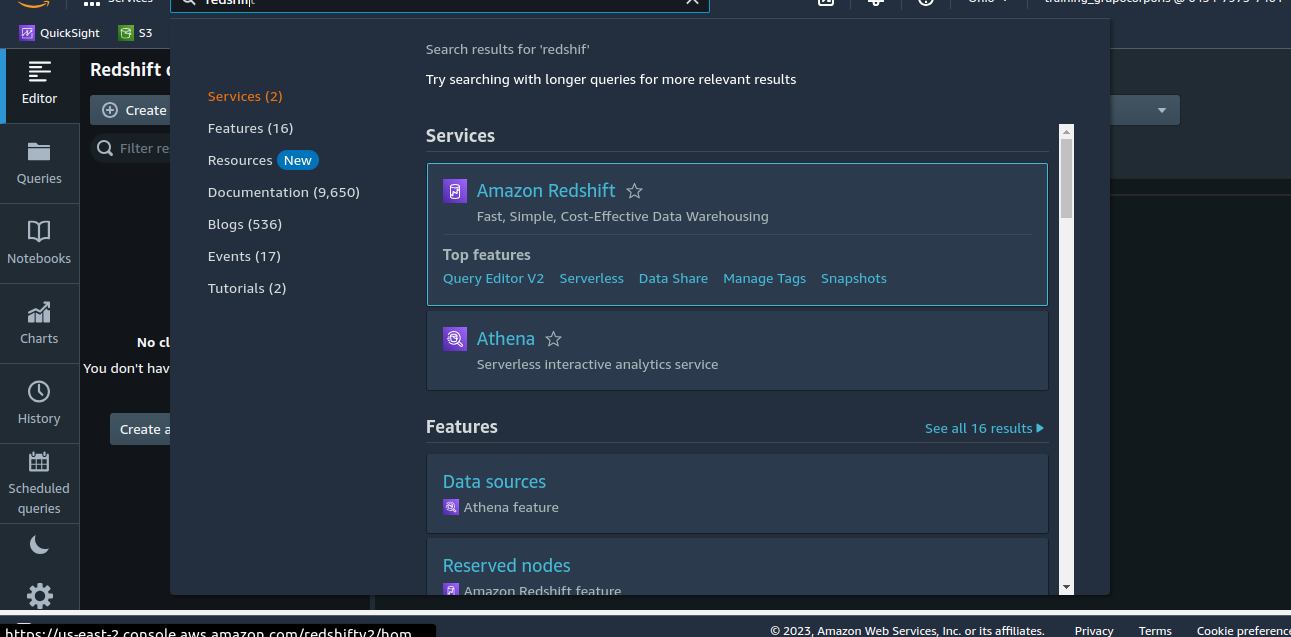 Services
redshift
Ohio
QuickSight
S3
Editor
Queries
Notebooks
Charts
History
Scheduled
queries
Redshift
Create
Filter re
No cl
You don't hav
Create a
Search results for 'redshif'
Try searching with longer queries for more relevant results
Services (2)
Features (16)
Resources New
Documentation (9,650)
Blogs (536)
Events (17)
Tutorials (2)
Services
Amazon Redshift
Fast, Simple, Cost-Effective Data Warehousing
Top features
Query Editor V2 Serverless Data Share Manage Tags Snapshots
Athena
Serverless interactive analytics service
Features
See all 16 results
Data sources
Athena feature
Reserved nodes
Amazon Redshift feature
https://us-east-2.console.aws.amazon.com/redshiftv2/hom
© 2023, Amazon Web Services, Inc. or its affiliates. Privacy Terms Cookie preference